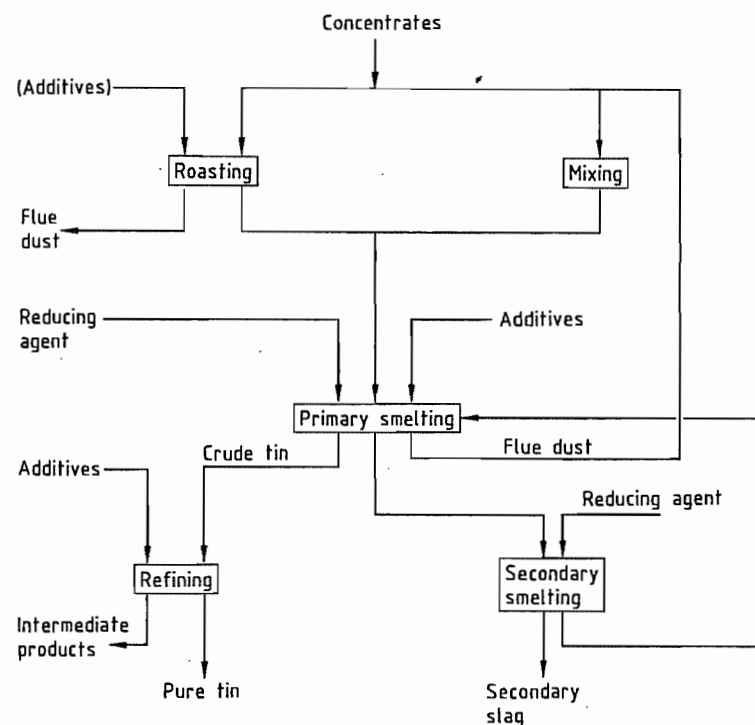 Concentrates
(Additives)
Roasting
Mixing
Flue
dust
Reducing
agent
Additives
Primary smelting
Crude tin
Flue dust
Additives
Reducing agent
Refining
Secondary
smelting
Intermediate
products
Pure tin
Secondary
slag